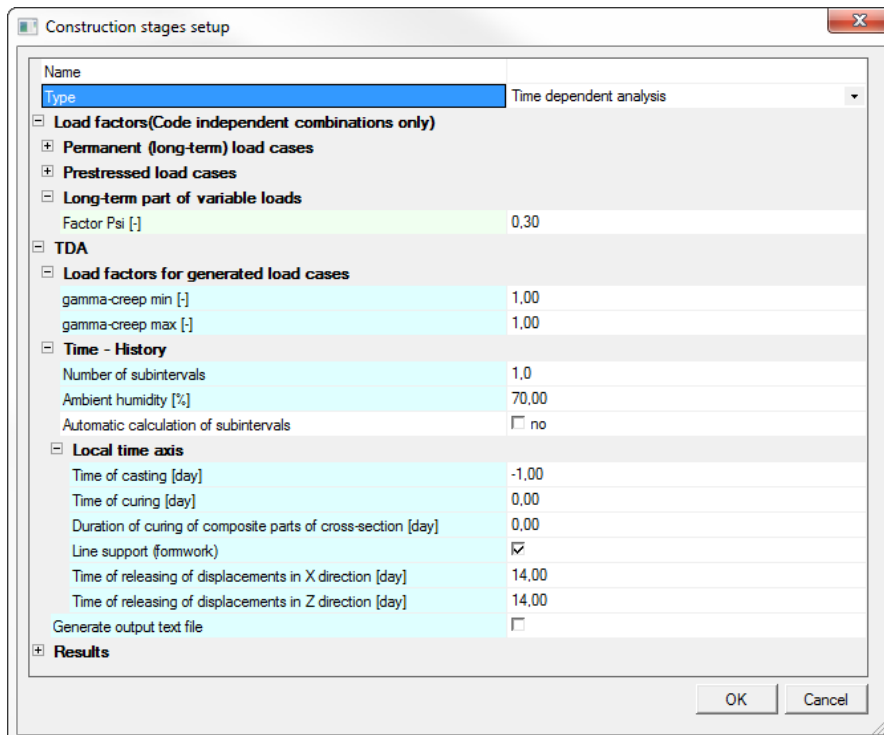 Construction stages setup
Name
Type Time dependent analysis
Load factors(Code independent combinations only)
Permanent (long-term) load cases
Prestressed load cases
Long-term part of variable loads
Factor Psi [-] 0,30
TDA
Load factors for generated load cases
gamma-creep min [-] 1,00
gamma-creep max [-] 1,00
Time - History
Number of subintervals 1,0
Ambient humidity [%] 70,00
Automatic calculation of subintervals no
Local time axis
Time of casting [day] -1,00
Time of curing [day] 0,00
Duration of curing of composite parts of cross-section [day] 0,00
Line support (formwork)
Time of releasing of displacements in X direction [day] 14,00
Time of releasing of displacements in Z direction [day] 14,00
Generate output text file
Results
OK Cancel